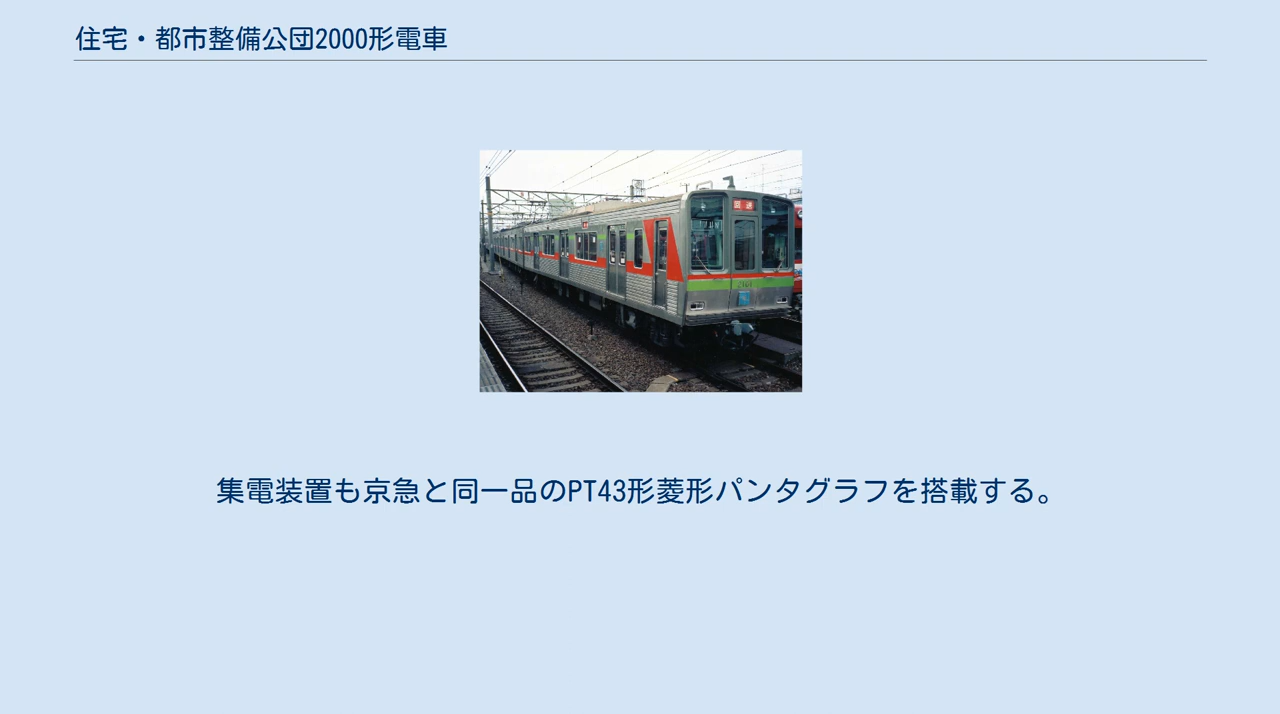 住宅・都市整備公団2000形電車
回送
集電装置も京急と同一品のPT43形菱形パンタグラフを搭載する。